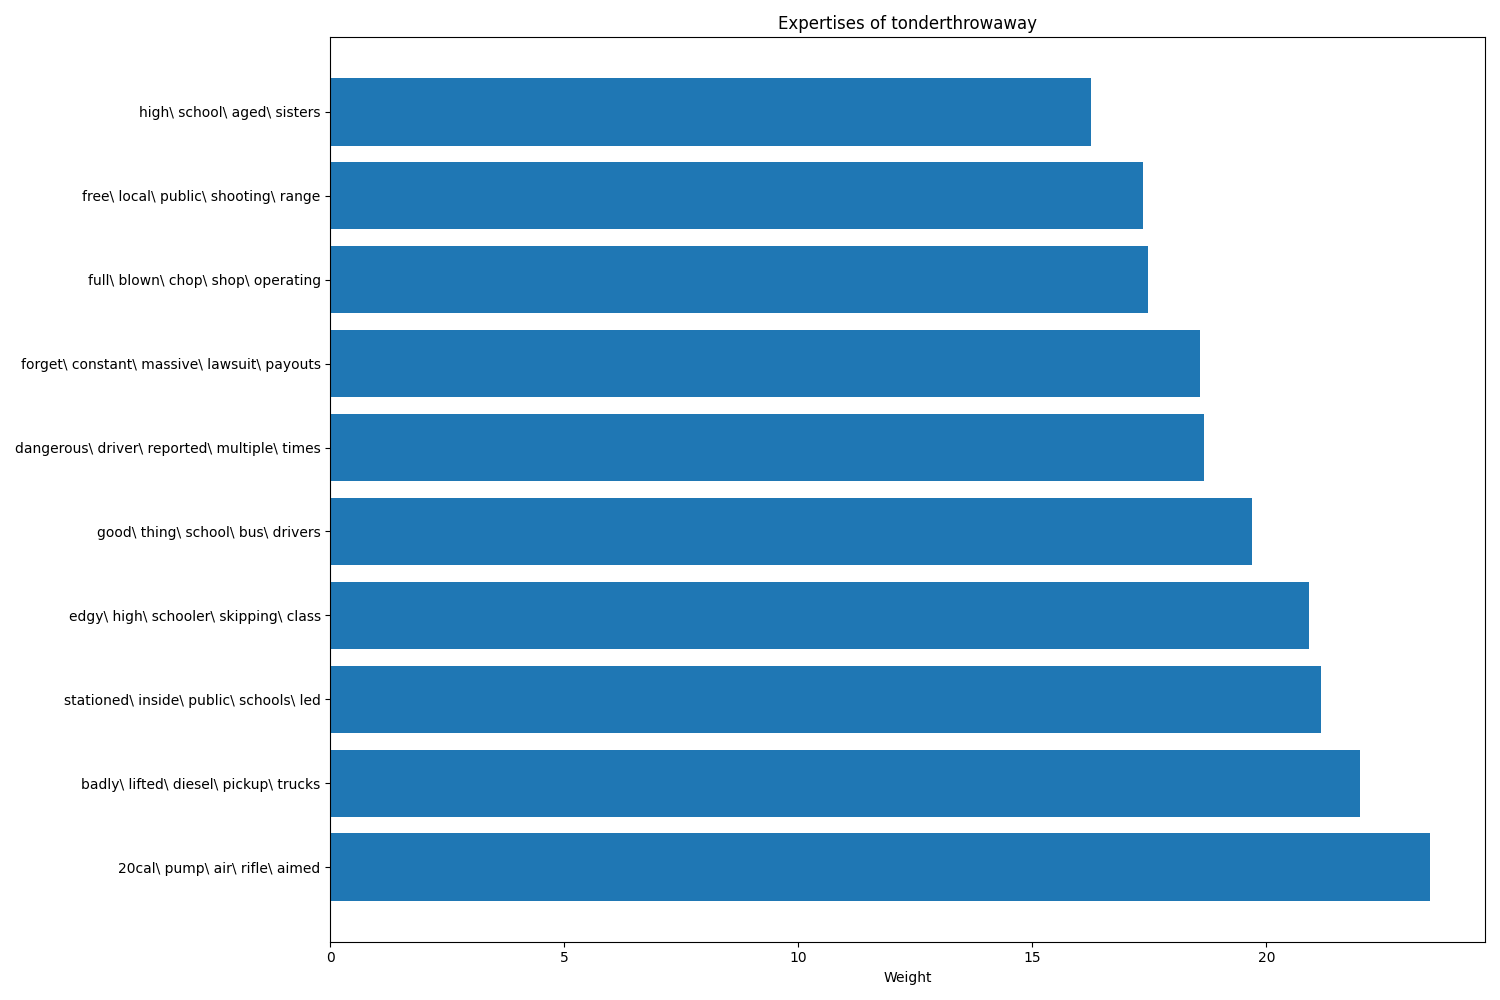 Expertises of tonderthrowaway
high\ school\ aged\ sisters
free\ local\ public\ shooting\ range
full\ blown\ chop\ shop\ operating
forget\ constant\ massive\ lawsuit\ payouts
dangerous\ driver\ reported\ multiple\ times
good\ thing\ school\ bus\ drivers
edgy\ high\ schooler\ skipping\ class
stationed\ inside\ public\ schools\ led
badly\ lifted\ diesel\ pickup\ trucks
20cal\ pump\ air\ rifle\ aimed
0 5 10 15 20
Weight